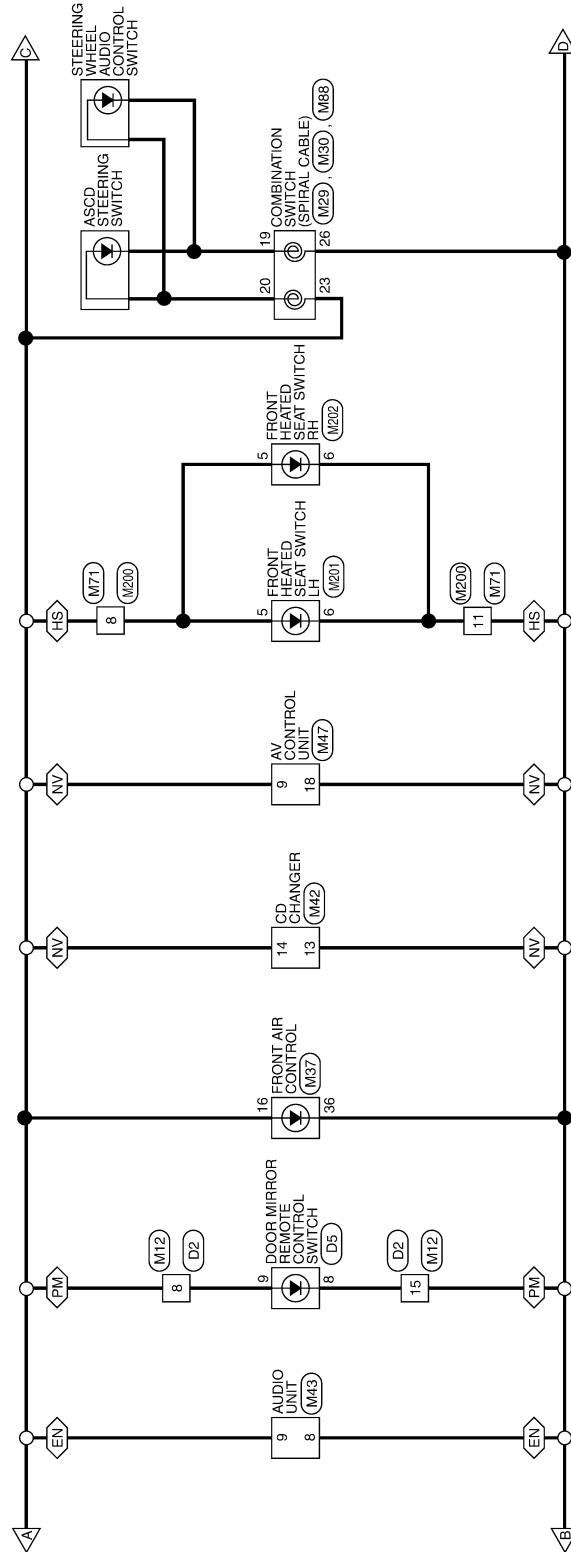 A
B
EN
AUDIO
UNIT
M43
9
8
EN
PM
M12
8
D2
DOOR MIRROR
REMOTE
CONTROL
SWITCH
D5
9
8
D2
15
M12
PM
FRONT AIR
CONTROL
M37
16
36
NV
CD
CHANGER
M42
14
13
NV
NV
AV
CONTROL
UNIT
M47
9
18
NV
HS
M71
8
M200
FRONT
HEATED
SEAT SWITCH
LH
M201
5
6
M200
11
M71
HS
FRONT
HEATED
SEAT SWITCH
RH
M202
5
6
ASCD
STEERING
SWITCH
STEERING
WHEEL
AUDIO
CONTROL
SWITCH
20
19
COMBINATION
SWITCH
(SPIRAL CABLE)
M29 , M30 , M88
23
26
C
D